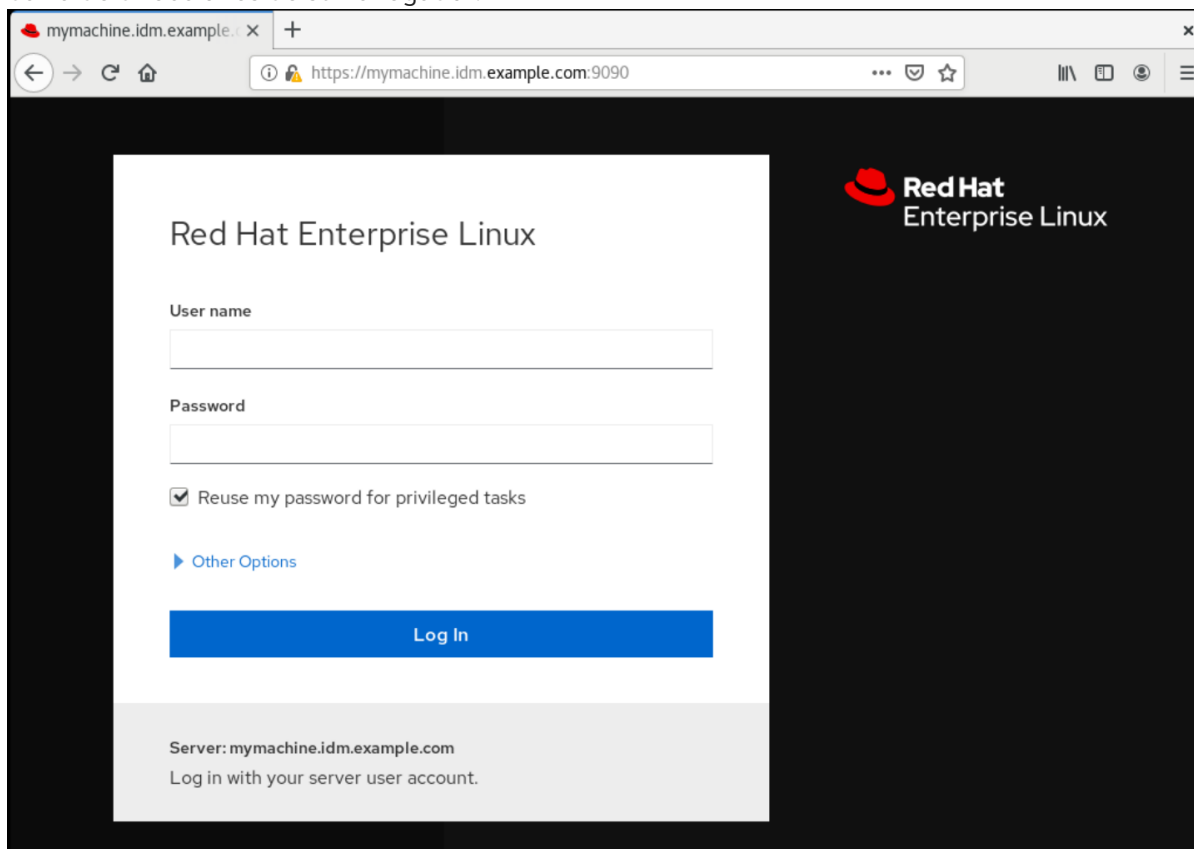 mymachine.idm.example.c
https://mymachine.idm.example.com:9090
Red Hat
Enterprise Linux
Red Hat Enterprise Linux
User name
Password
Reuse my password for privileged tasks
Other Options
Log In
Server: mymachine.idm.example.com
Log in with your server user account.